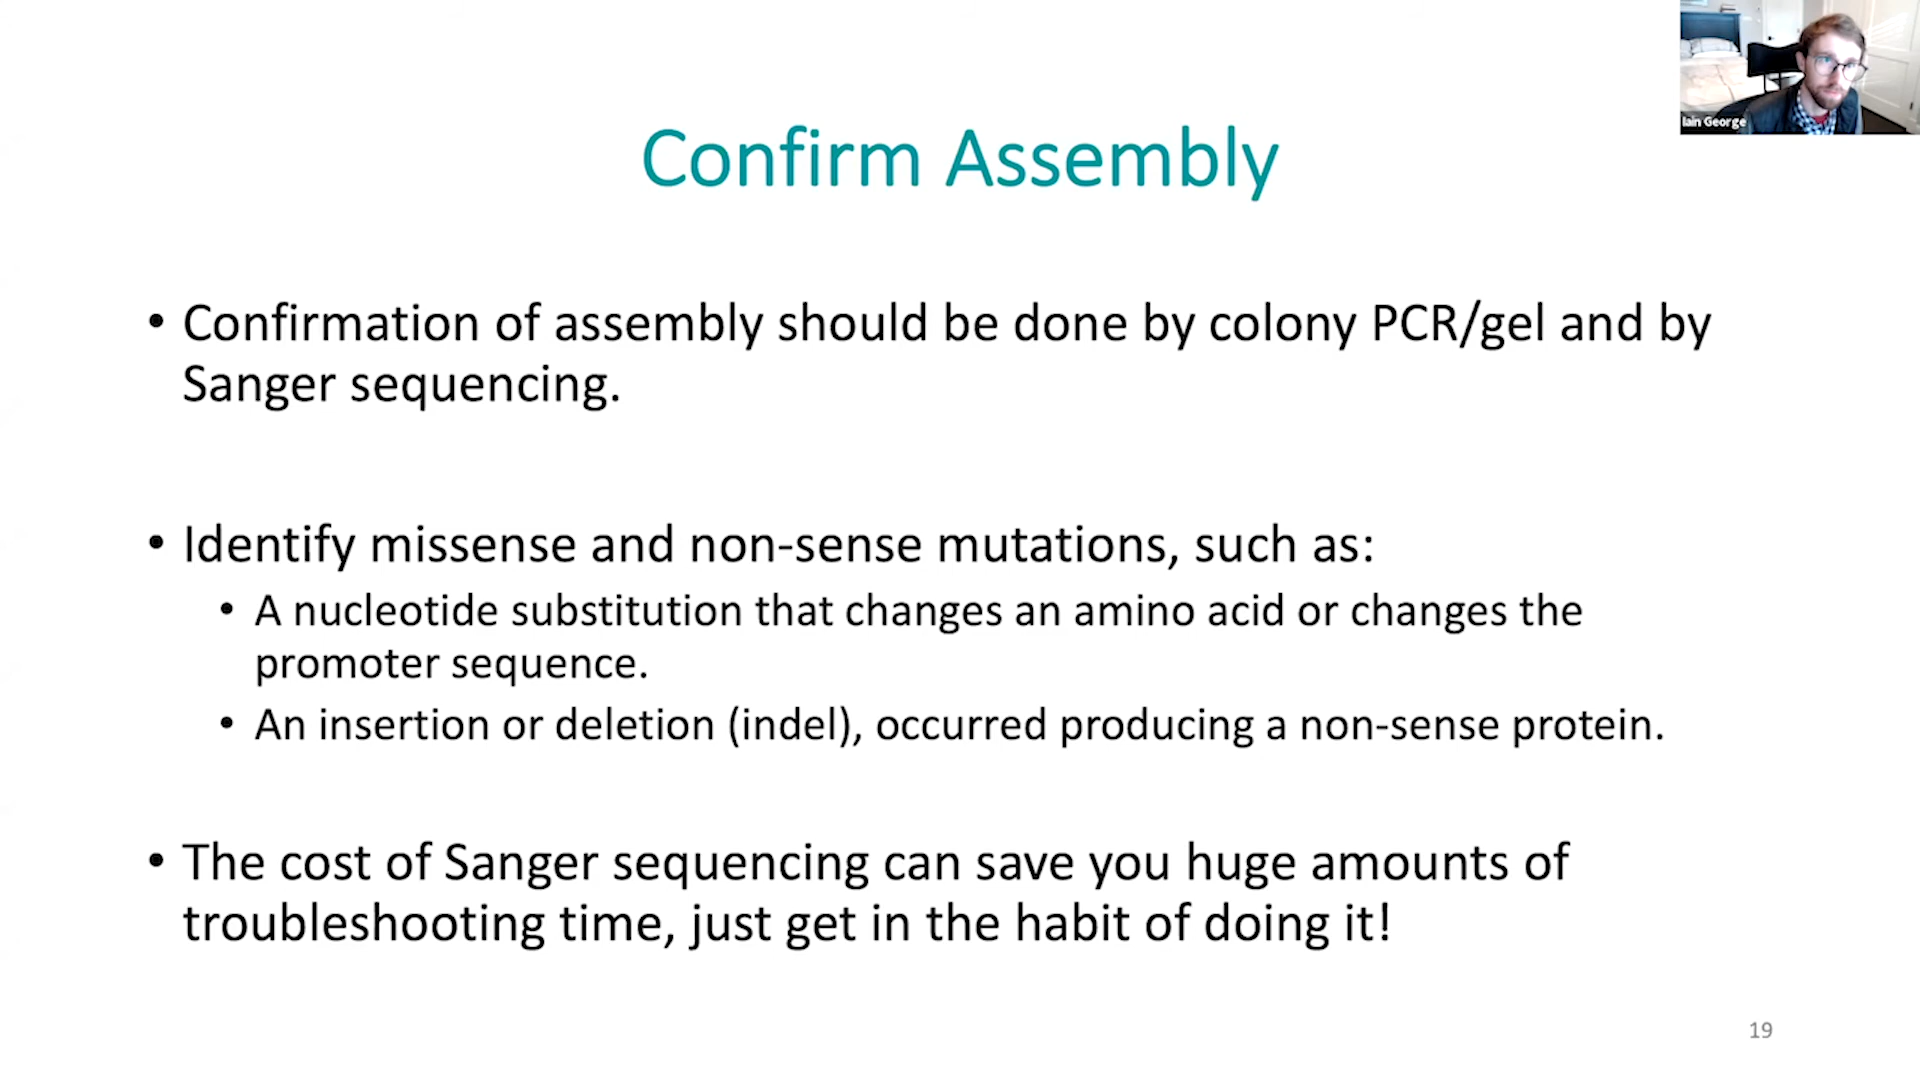 Iain George
Confirm Assembly
• Confirmation of assembly should be done by colony PCR/gel and by
Sanger sequencing.
• Identify missense and non-sense mutations, such as:
• A nucleotide substitution that changes an amino acid or changes the
promoter sequence.
• An insertion or deletion (indel), occurred producing a non-sense protein.
• The cost of Sanger sequencing can save you huge amounts of
troubleshooting time, just get in the habit of doing it!
19